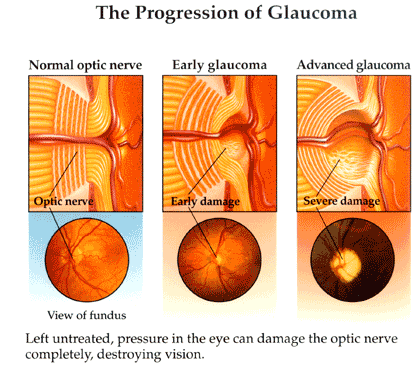 The Progression of Glaucoma
Normal optic nerve
Early glaucoma
Advanced glaucoma
Optic nerve
Early damage
Severe damage
View of fundus
Left untreated, pressure in the eye can damage the optic nerve
completely, destroying vision.